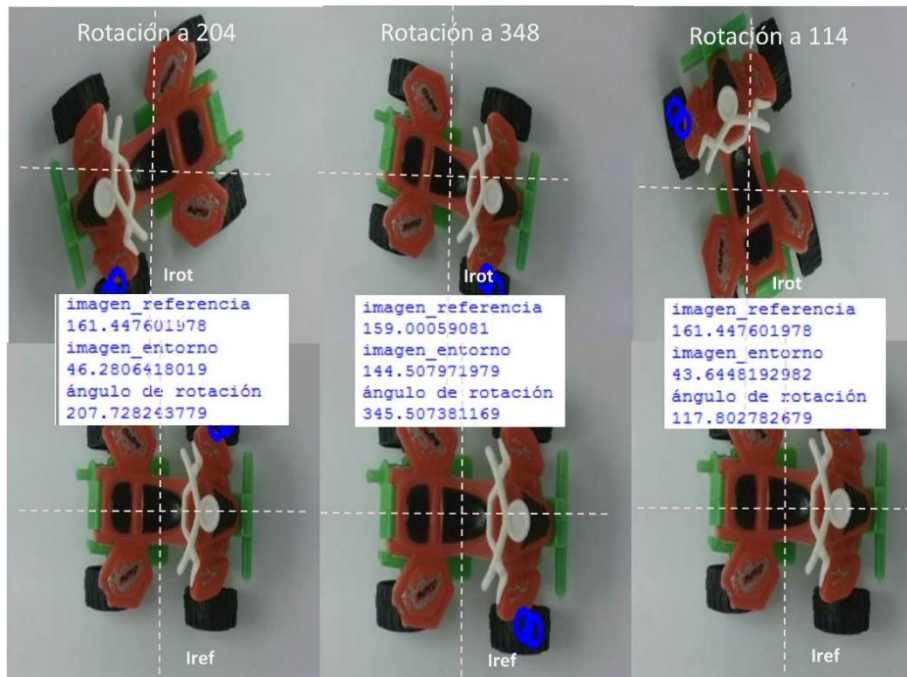 Rotación a 204
Irot
imagen_referencia
161.447601978
imagen_entorno
46.2806418019
ángulo de rotación
207.728243779
Rotación a 348
Irot
imagen_referencia
159.00059081
imagen_entorno
144.507971979
ángulo de rotación
345.507381169
Iref
Rotación a 114
Irot
imagen_referencia
161.447601978
imagen_entorno
43.6448192982
ángulo de rotación
117.802782679
Iref
Iref